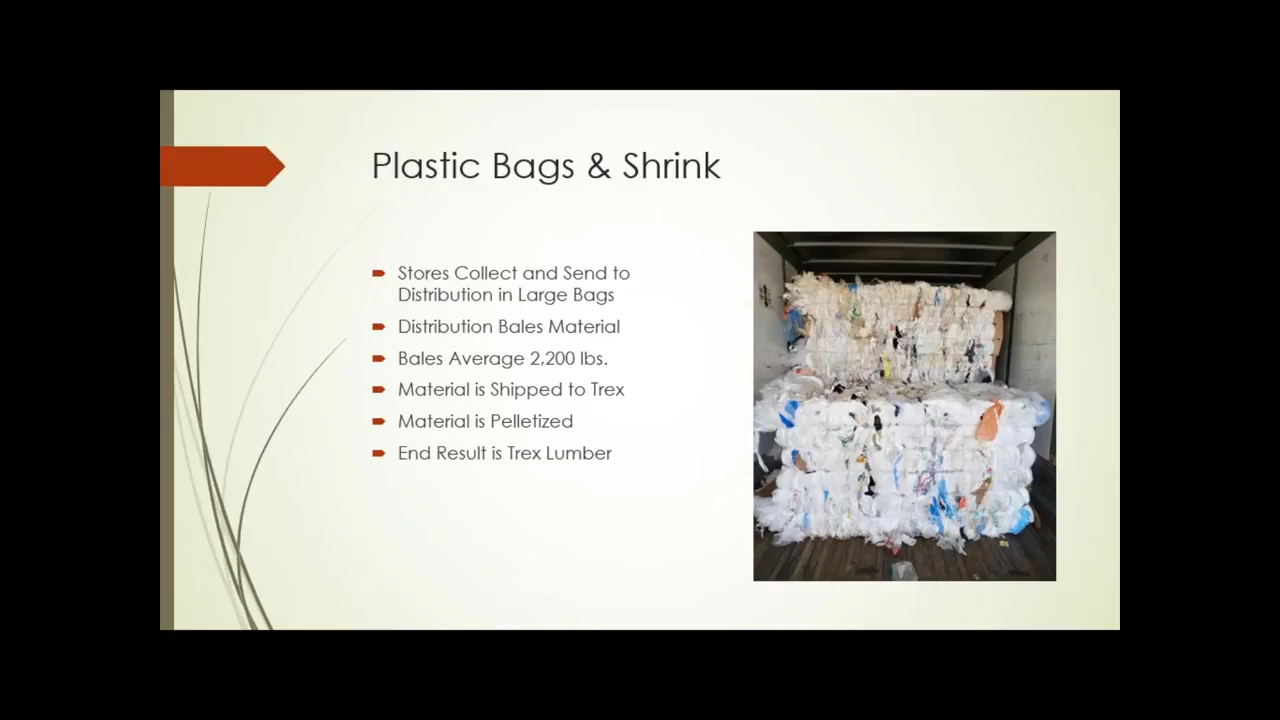 Plastic Bags & Shrink
Stores Collect and Send to
Distribution in Large Bags
Distribution Bales Material
Bales Average 2,200 lbs.
Material is Shipped to Trex
Material is Pelletized
End Result is Trex Lumber